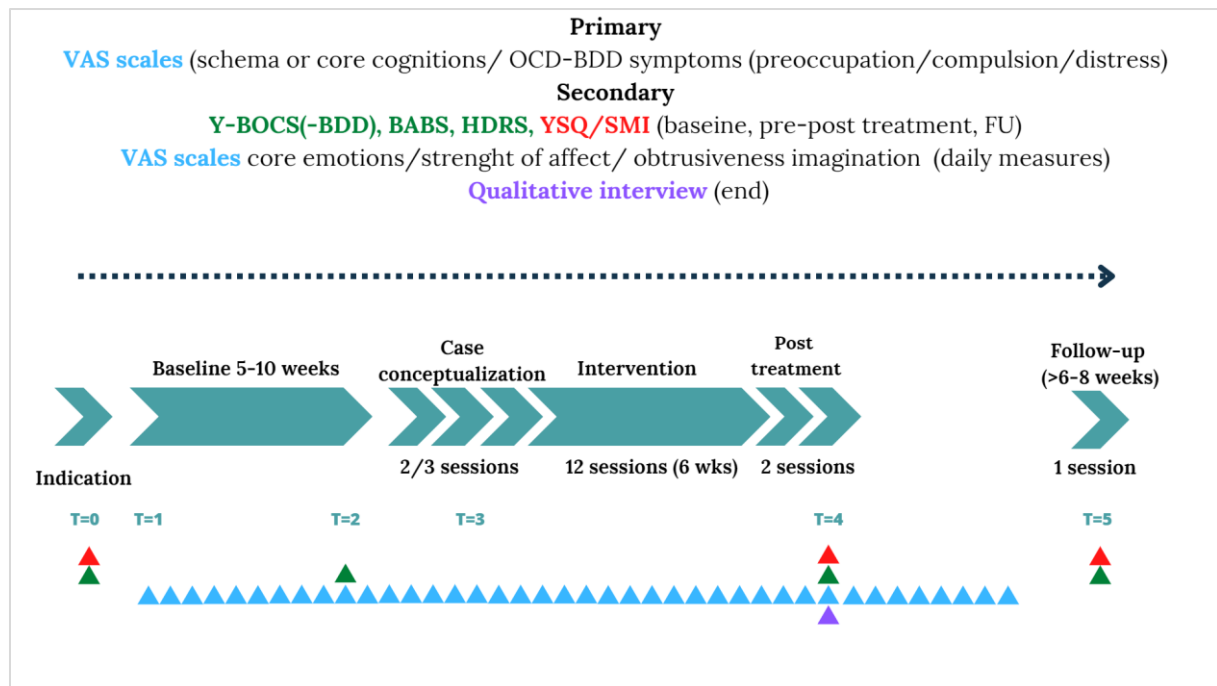 Primary
VAS scales (schema or core cognitions/ OCD-BDD symptoms (preoccupation/compulsion/distress)
Secondary
Y-BOCS(-BDD), BABS, HDRS, YSQ/SMI (baseine, pre-post treatment, FU)
VAS scales core emotions/strenght of affect/ obtrusiveness imagination (daily measures)
Qualitative interview (end)
Baseline 5-10 weeks
Case
conceptualization
Intervention
Post
treatment
Follow-up
(>6-8 weeks)
Indication
2/3 sessions
12 sessions (6 wks)
2 sessions
1 session
T=0
T=1
T=2
T=3
T=4
T=5